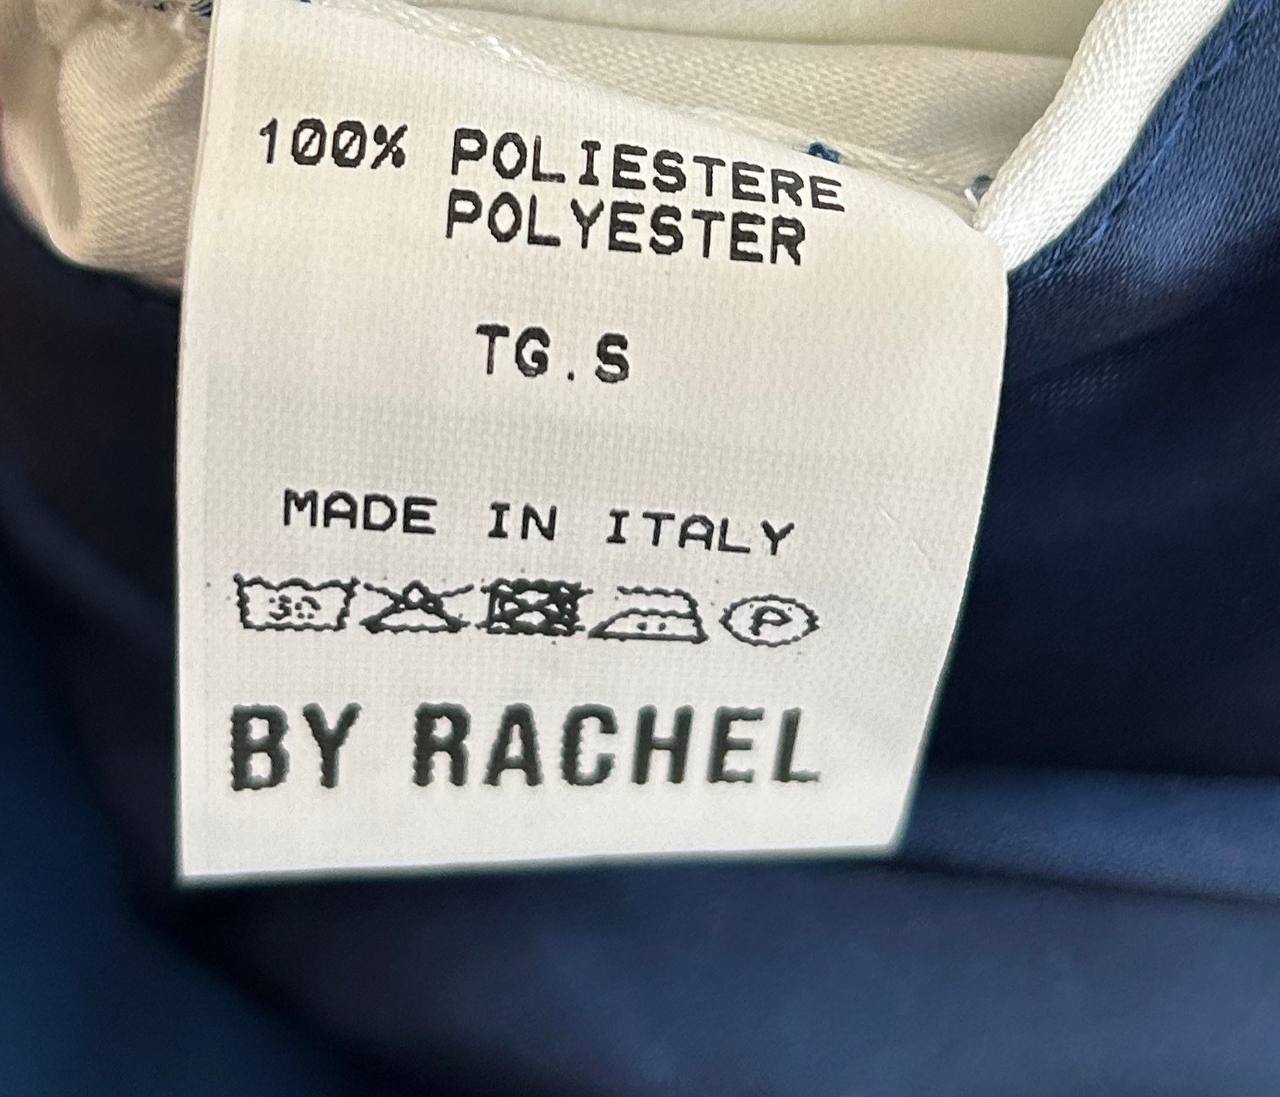 100% POLIESTERE
POLYESTER
TG.S
MADE IN ITALY
30 P
BY RACHEL